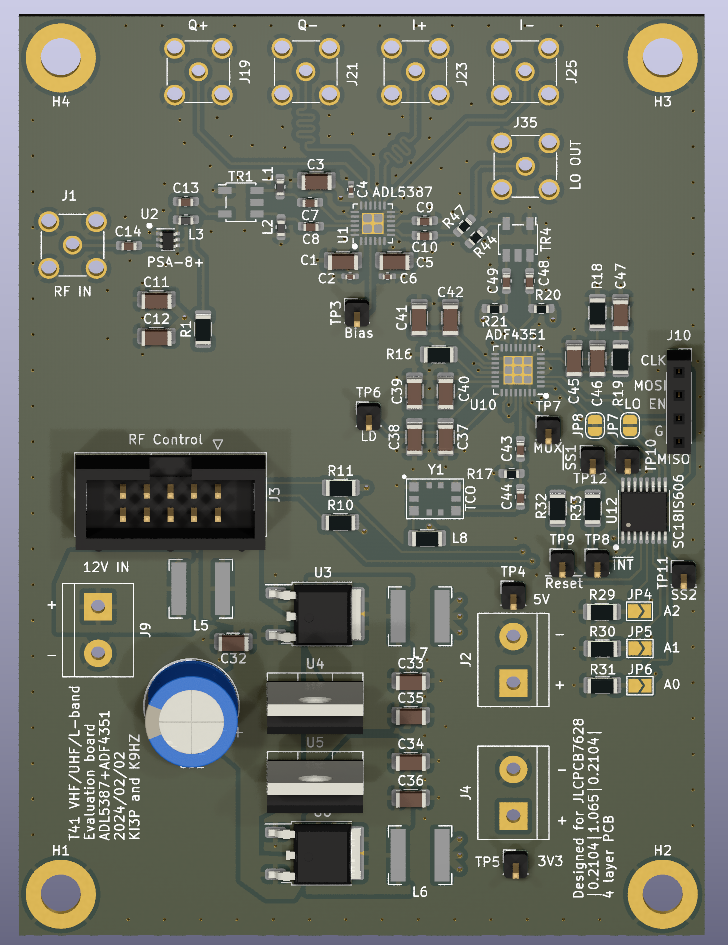 Q+
Q-
I+
I-
J19
J21
J23
J25
H4
H3
J35
LO OUT
TR1
L1
C3
C4
ADL5387
J1
C13
U2
L3
C7
L2
C8
U1
C9
C10
R47
R44
TR4
C14
PSA-8+
C1
C5
C2
C6
RF IN
C11
C12
R1
TP3
Bias
C41
C42
C49
C48
R21
R20
R18
C47
ADF4351
R16
C45
C46
R19
J10
CLK
MOSI
LO EN
G
MISO
C39
C40
U10
TP6
LD
TP7
MUX
JP8
JP7
C38
C37
SS1
TP12
TP10
RF Control
J3
R11
R10
Y1
TCO
R17
C43
C44
R32
R33
U12
SC18IS606
L8
TP9
TP8
Reset
INT
TP11
SS2
12V IN
+
-
J9
L5
C32
U3
L7
TP4
5V
J2
-
+
R29
JP4
A2
R30
JP5
A1
R31
JP6
A0
U4
C33
C35
U5
C34
C36
+
J4
-
+
L6
TP5
3V3
T41 VHF/UHF/L-band
Evaluation board
ADL5387+ADF4351
2024/02/02
KI3P and K9HZ
Designed for JLCPCB7628
|0.2104|1.065|0.2104|
4 layer PCB
H1
H2